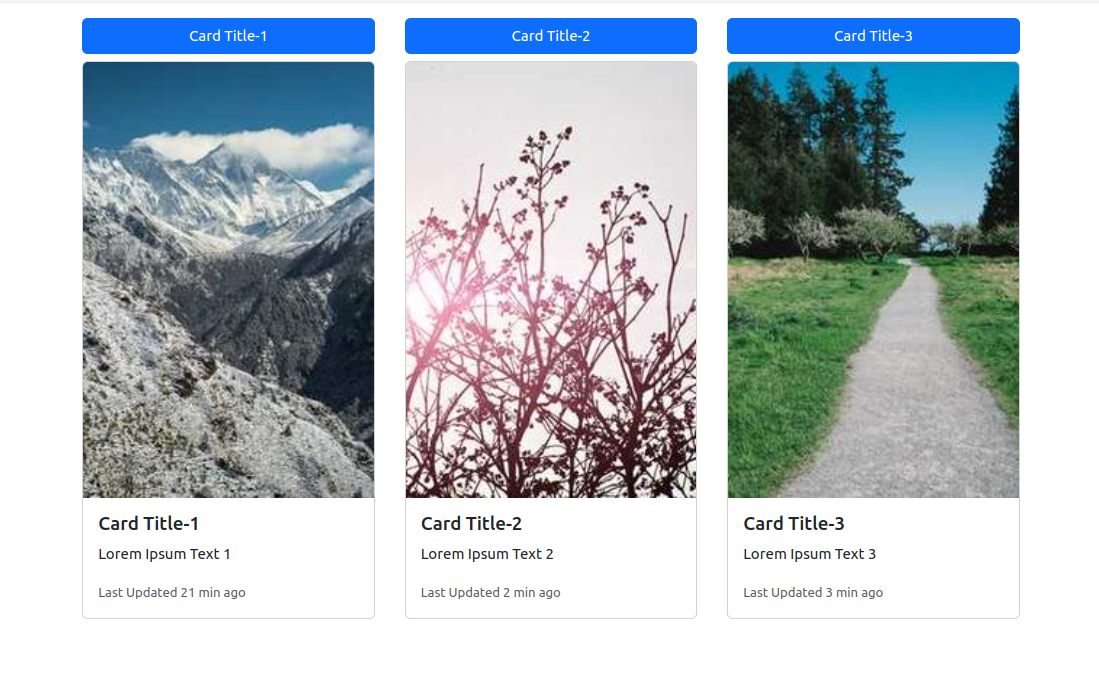 Card Title-1
Card Title-2
Card Title-3
Card Title-1
Lorem Ipsum Text 1
Last Updated 21 min ago
Card Title-2
Lorem Ipsum Text 2
Last Updated 2 min ago
Card Title-3
Lorem Ipsum Text 3
Last Updated 3 min ago